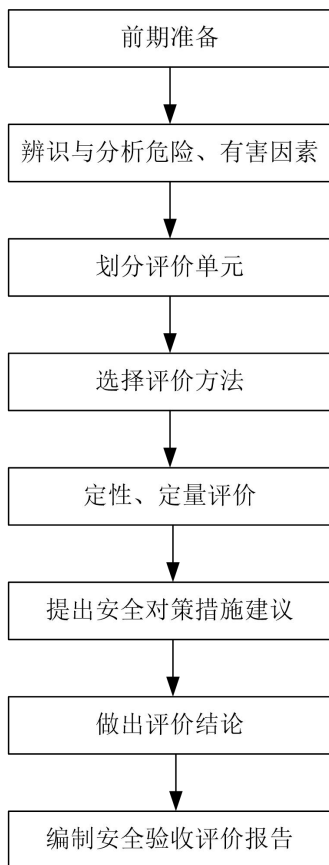 前期准备
辨识与分析危险、有害因素
划分评价单元
选择评价方法
定性、定量评价
提出安全对策措施建议
做出评价结论
编制安全验收评价报告